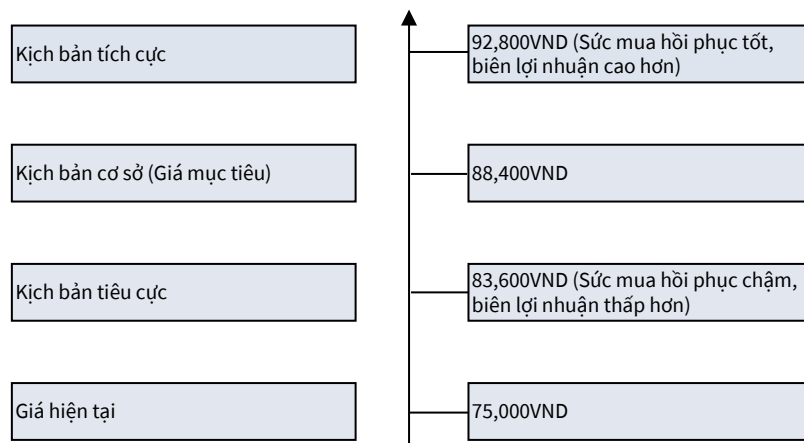 Kịch bản tích cực
92,800VND (Sức mua hồi phục tốt,
biên lợi nhuận cao hơn)
Kịch bản cơ sở (Giá mục tiêu)
88,400VND
Kịch bản tiêu cực
83,600VND (Sức mua hồi phục chậm,
biên lợi nhuận thấp hơn)
Giá hiện tại
75,000VND